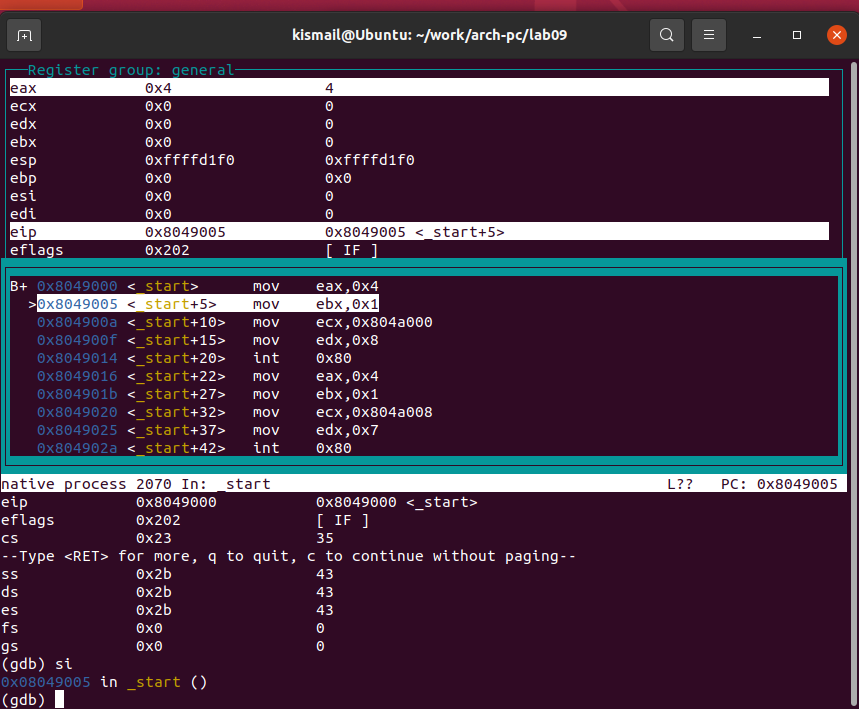 kismail@Ubuntu: ~/work/arch-pc/lab09
Register group: general
eax 0x4 4
ecx 0x0 0
edx 0x0 0
ebx 0x0 0
esp 0xffffd1f0 0xffffd1f0
ebp 0x0 0x0
esi 0x0 0
edi 0x0 0
eip 0x8049005 0x8049005 <_start+5>
eflags 0x202 [ IF ]
B+ 0x8049000 <_start> mov eax,0x4
>0x8049005 <_start+5> mov ebx,0x1
0x804900a <_start+10> mov ecx,0x804a000
0x804900f <_start+15> mov edx,0x8
0x8049014 <_start+20> int 0x80
0x8049016 <_start+22> mov eax,0x4
0x804901b <_start+27> mov ebx,0x1
0x8049020 <_start+32> mov ecx,0x804a008
0x8049025 <_start+37> mov edx,0x7
0x804902a <_start+42> int 0x80
native process 2070 In: _start L?? PC: 0x8049005
eip 0x8049000 0x8049000 <_start>
eflags 0x202 [ IF ]
cs 0x23 35
--Type <RET> for more, q to quit, c to continue without paging--
ss 0x2b 43
ds 0x2b 43
es 0x2b 43
fs 0x0 0
gs 0x0 0
(gdb) si
0x08049005 in _start ()
(gdb)